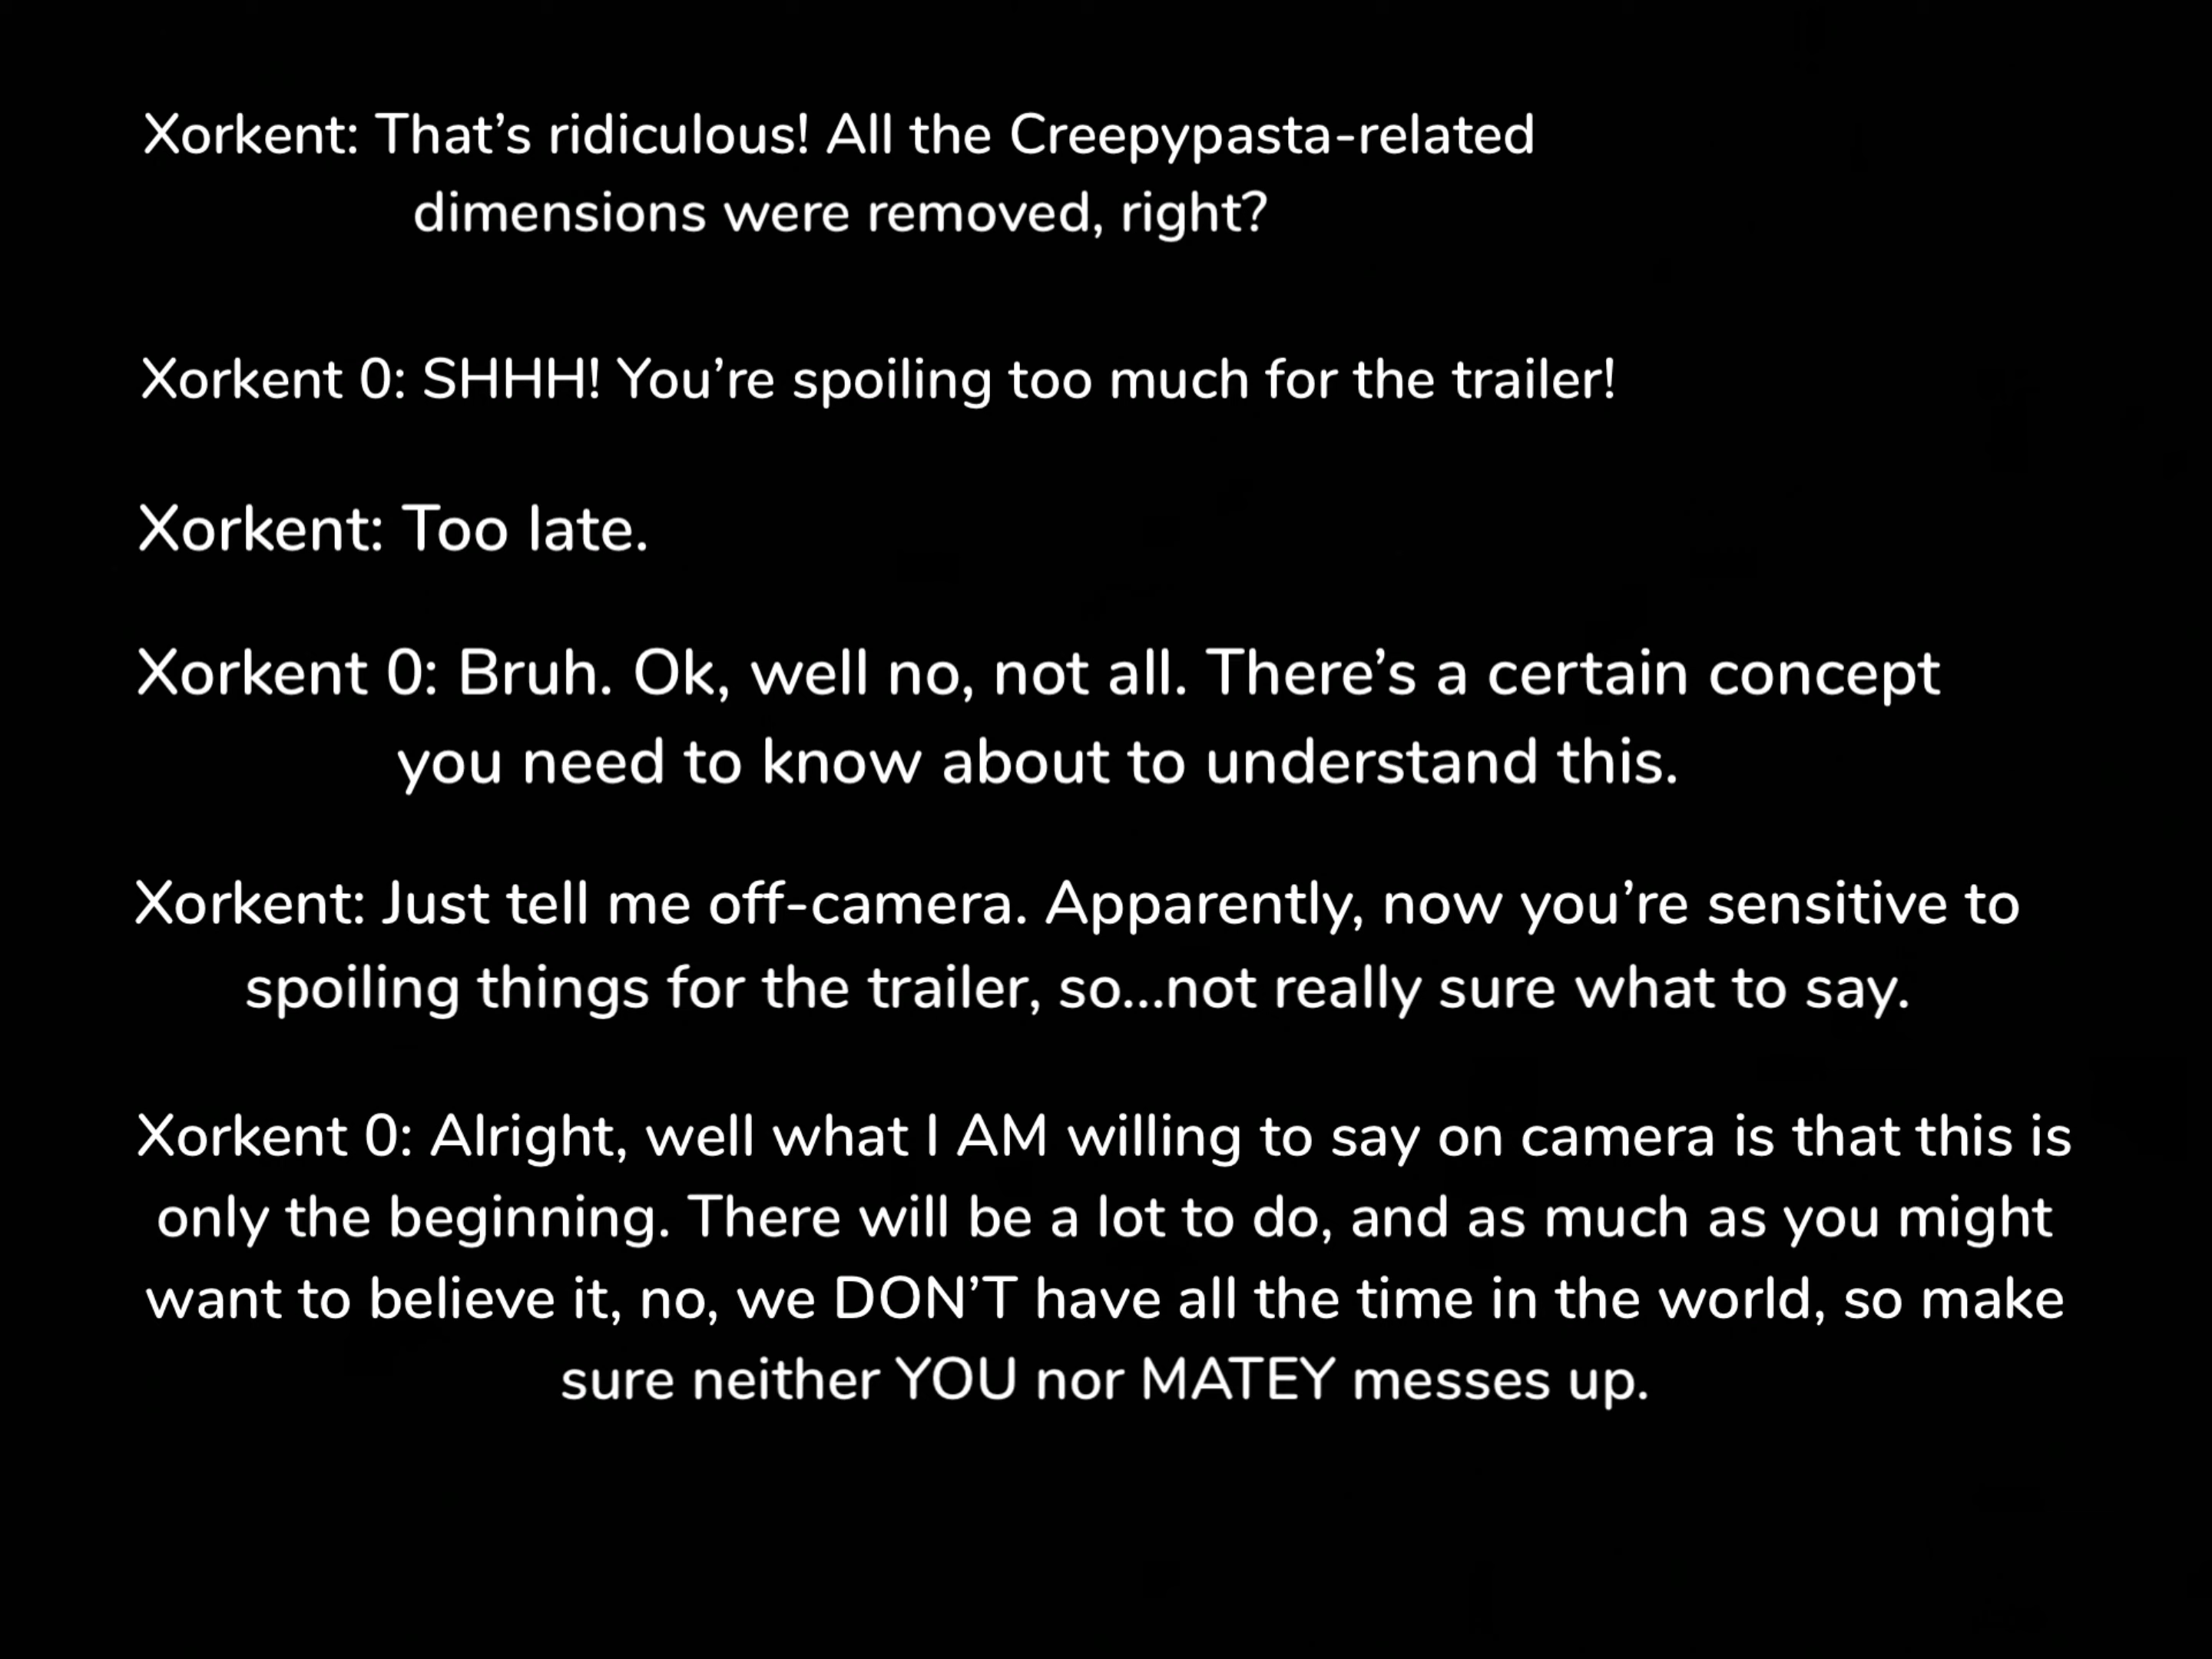 Xorkent: That’s ridiculous! All the Creepypasta-related
dimensions were removed, right?
Xorkent 0: SHHH! You’re spoiling too much for the trailer!
Xorkent: Too late.
Xorkent 0: Bruh. Ok, well no, not all. There’s a certain concept
you need to know about to understand this.
Xorkent: Just tell me off-camera. Apparently, now you’re sensitive to
spoiling things for the trailer, so...not really sure what to say.
Xorkent 0: Alright, well what I AM willing to say on camera is that this is
only the beginning. There will be a lot to do, and as much as you might
want to believe it, no, we DON’T have all the time in the world, so make
sure neither YOU nor MATEY messes up.